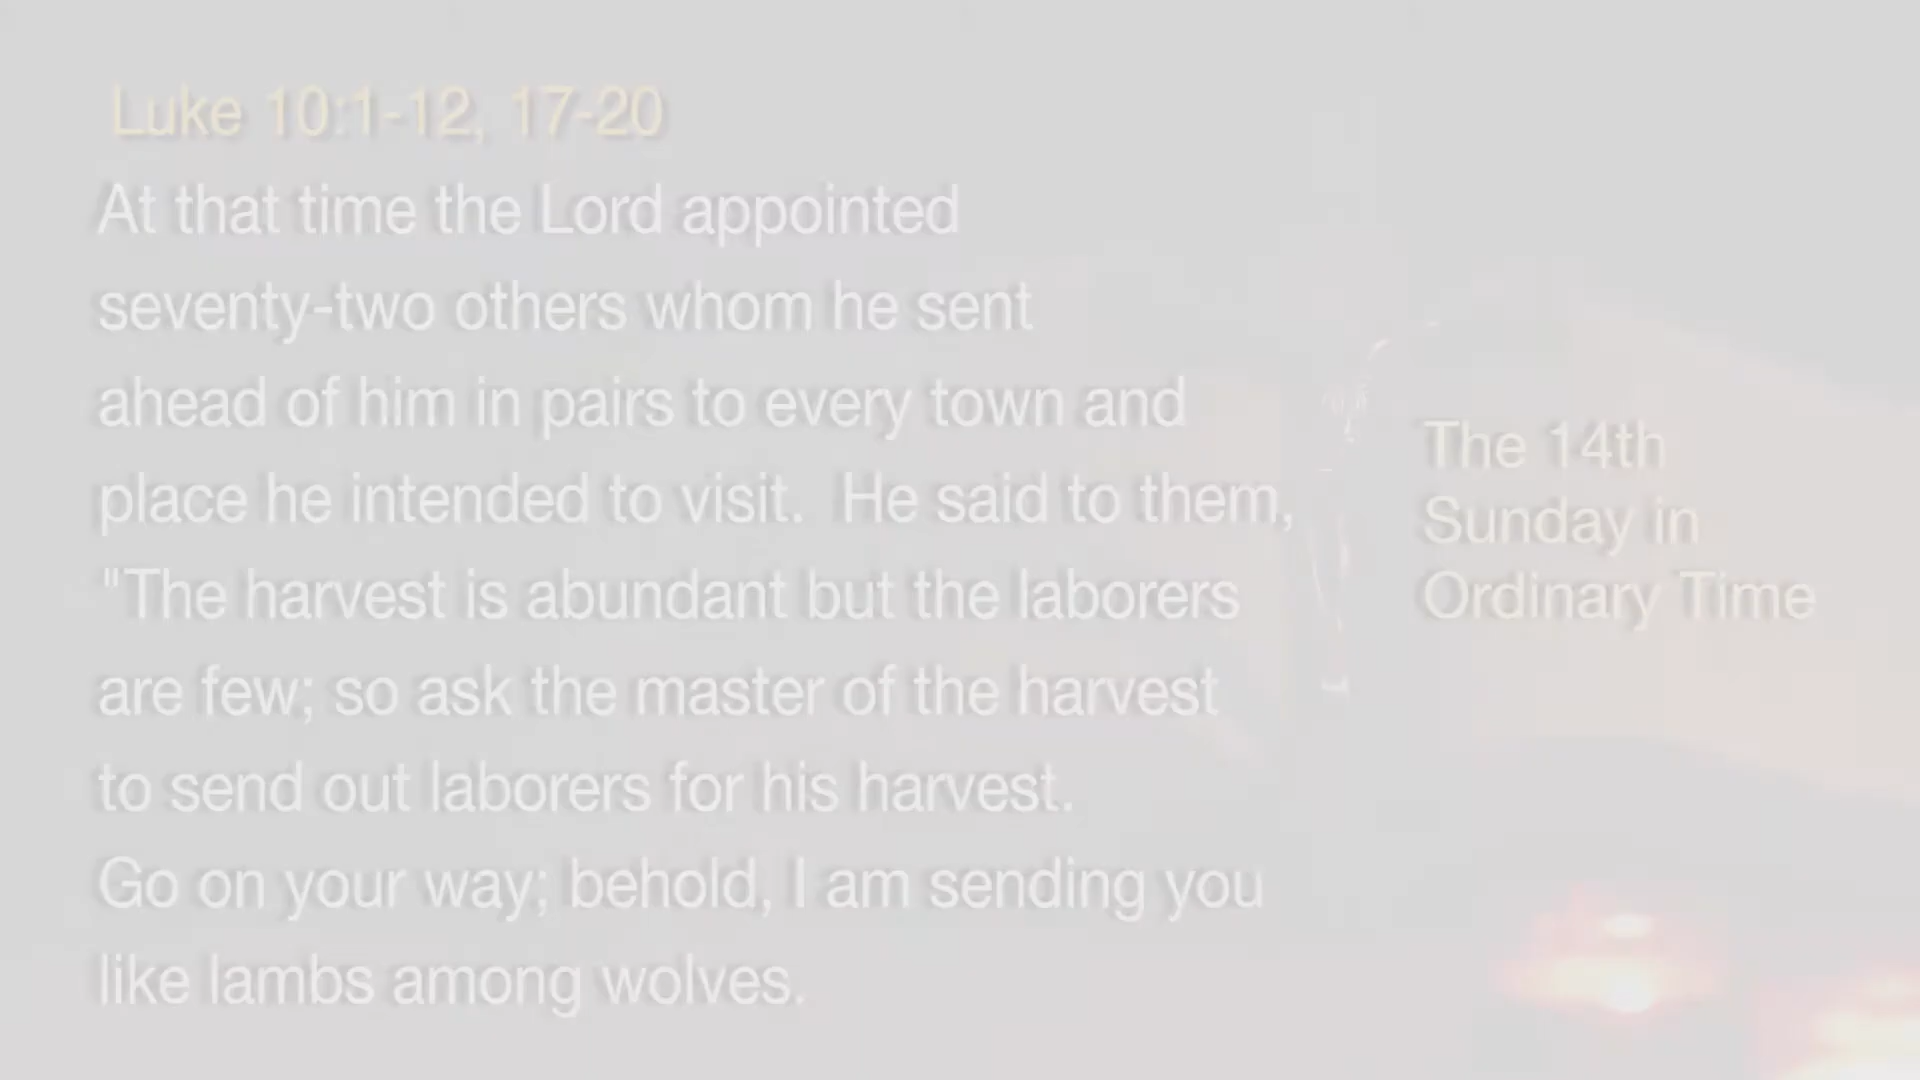 Luke 10:1-12, 17-20
At that time the Lord appointed
seventy-two others whom he sent
ahead of him in pairs to every town and
place he intended to visit.  He said to them,
"The harvest is abundant but the laborers
are few; so ask the master of the harvest
to send out laborers for his harvest.
Go on your way; behold, I am sending you
like lambs among wolves.
The 14th
Sunday in
Ordinary Time